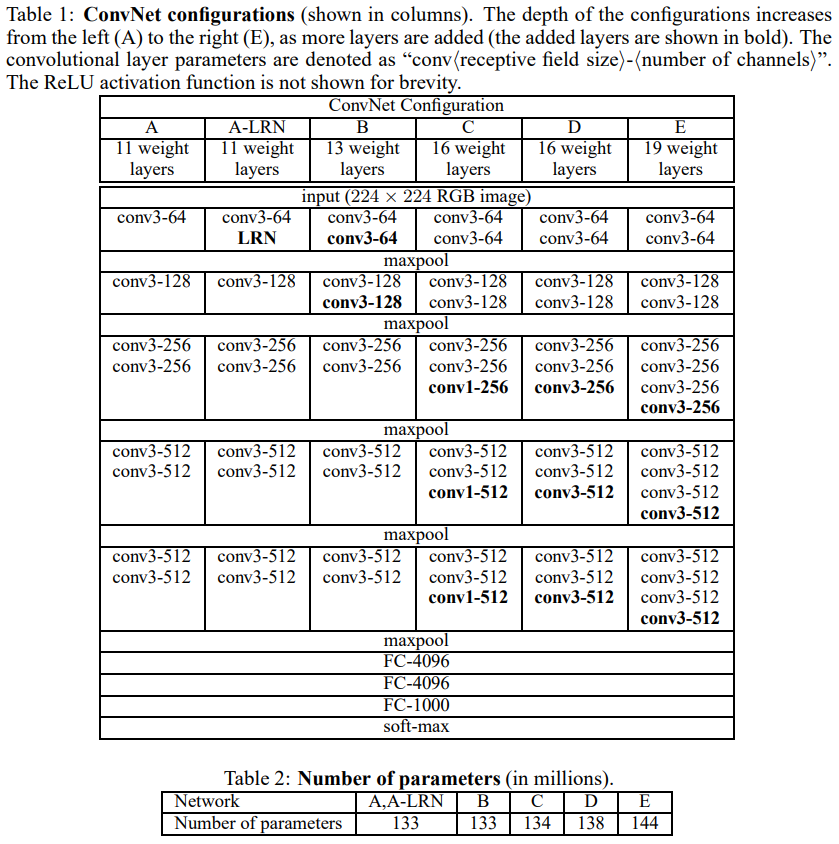 Table 1: ConvNet configurations (shown in columns). The depth of the configurations increases
from the left (A) to the right (E), as more layers are added (the added layers are shown in bold). The
convolutional layer parameters are denoted as “conv⟨receptive field size⟩-⟨number of channels⟩”.
The ReLU activation function is not shown for brevity.
ConvNet Configuration
A A-LRN B C D E
11 weight 11 weight 13 weight 16 weight 16 weight 19 weight
layers layers layers layers layers layers
input (224 × 224 RGB image)
conv3-64 conv3-64 conv3-64 conv3-64 conv3-64 conv3-64
LRN conv3-64 conv3-64 conv3-64 conv3-64
maxpool
conv3-128 conv3-128 conv3-128 conv3-128 conv3-128 conv3-128
conv3-128 conv3-128 conv3-128 conv3-128
maxpool
conv3-256 conv3-256 conv3-256 conv3-256 conv3-256 conv3-256
conv3-256 conv3-256 conv3-256 conv3-256 conv3-256 conv3-256
conv1-256 conv3-256 conv3-256
conv3-256
maxpool
conv3-512 conv3-512 conv3-512 conv3-512 conv3-512 conv3-512
conv3-512 conv3-512 conv3-512 conv3-512 conv3-512 conv3-512
conv1-512 conv3-512 conv3-512
conv3-512
maxpool
conv3-512 conv3-512 conv3-512 conv3-512 conv3-512 conv3-512
conv3-512 conv3-512 conv3-512 conv3-512 conv3-512 conv3-512
conv1-512 conv3-512 conv3-512
conv3-512
maxpool
FC-4096
FC-4096
FC-1000
soft-max
Table 2: Number of parameters (in millions).
Network A,A-LRN B C D E
Number of parameters 133 133 134 138 144